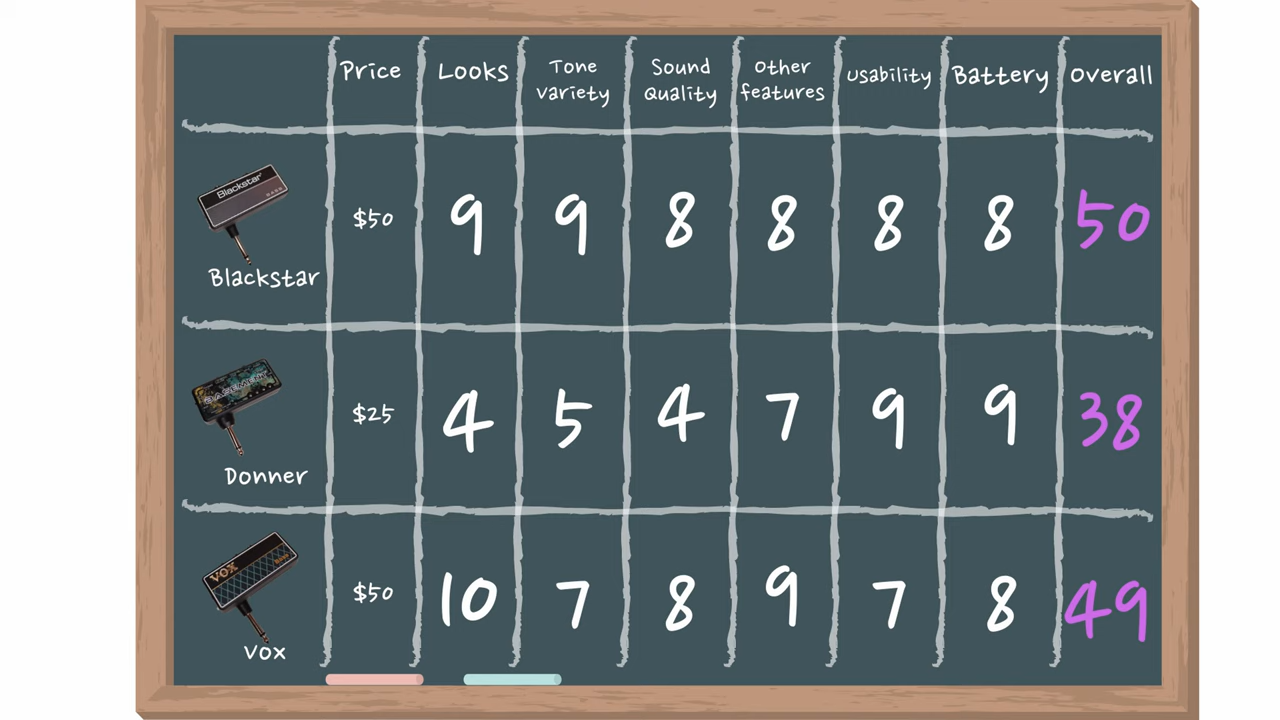 Price
Looks
Tone
variety
Sound
Quality
Other
features
usability
Battery
overall
Blackstar
Blackstar
$50
9
9
8
8
8
8
50
BASEMENT
Donner
$25
4
5
4
7
9
9
38
VOX
vox
$50
10
7
8
9
7
8
49